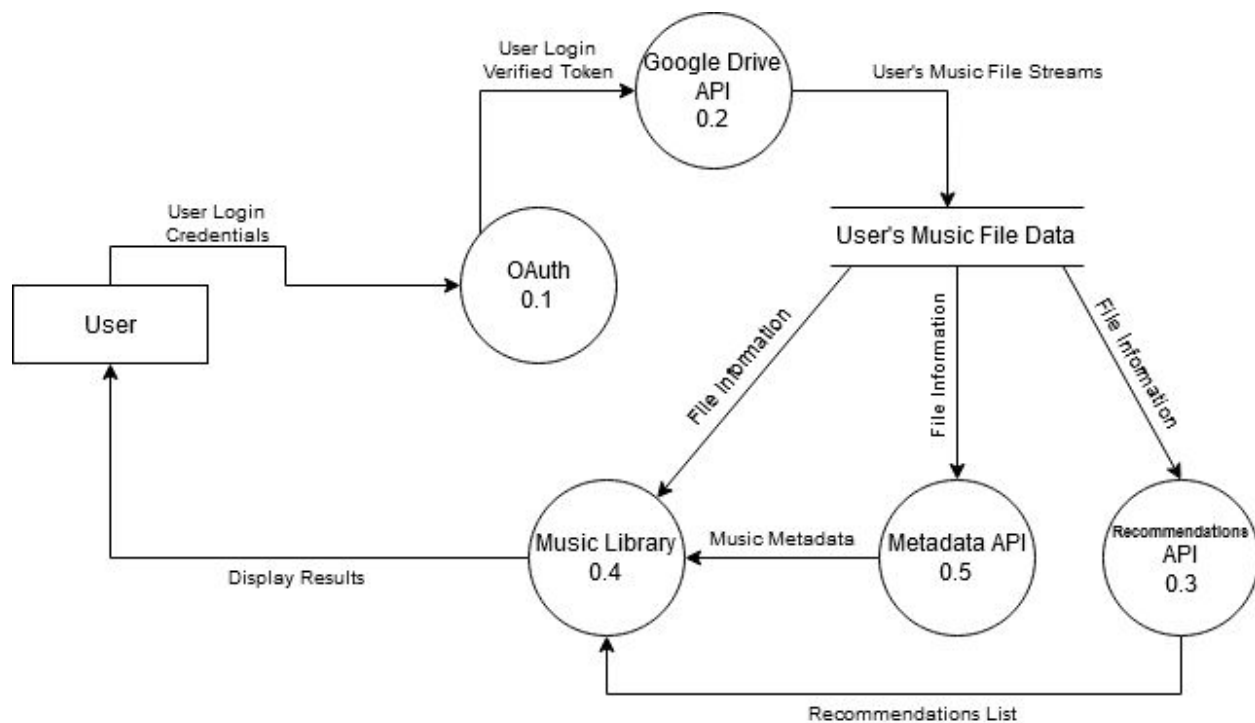 User Login
Verified Token
Google Drive
API
0.2
User's Music File Streams
User Login
Credentials
User's Music File Data
OAuth
0.1
User
File Information
File Information
File Information
Music Library
0.4
Music Metadata
Metadata API
0.5
Recommendations
API
0.3
Display Results
Recommendations List